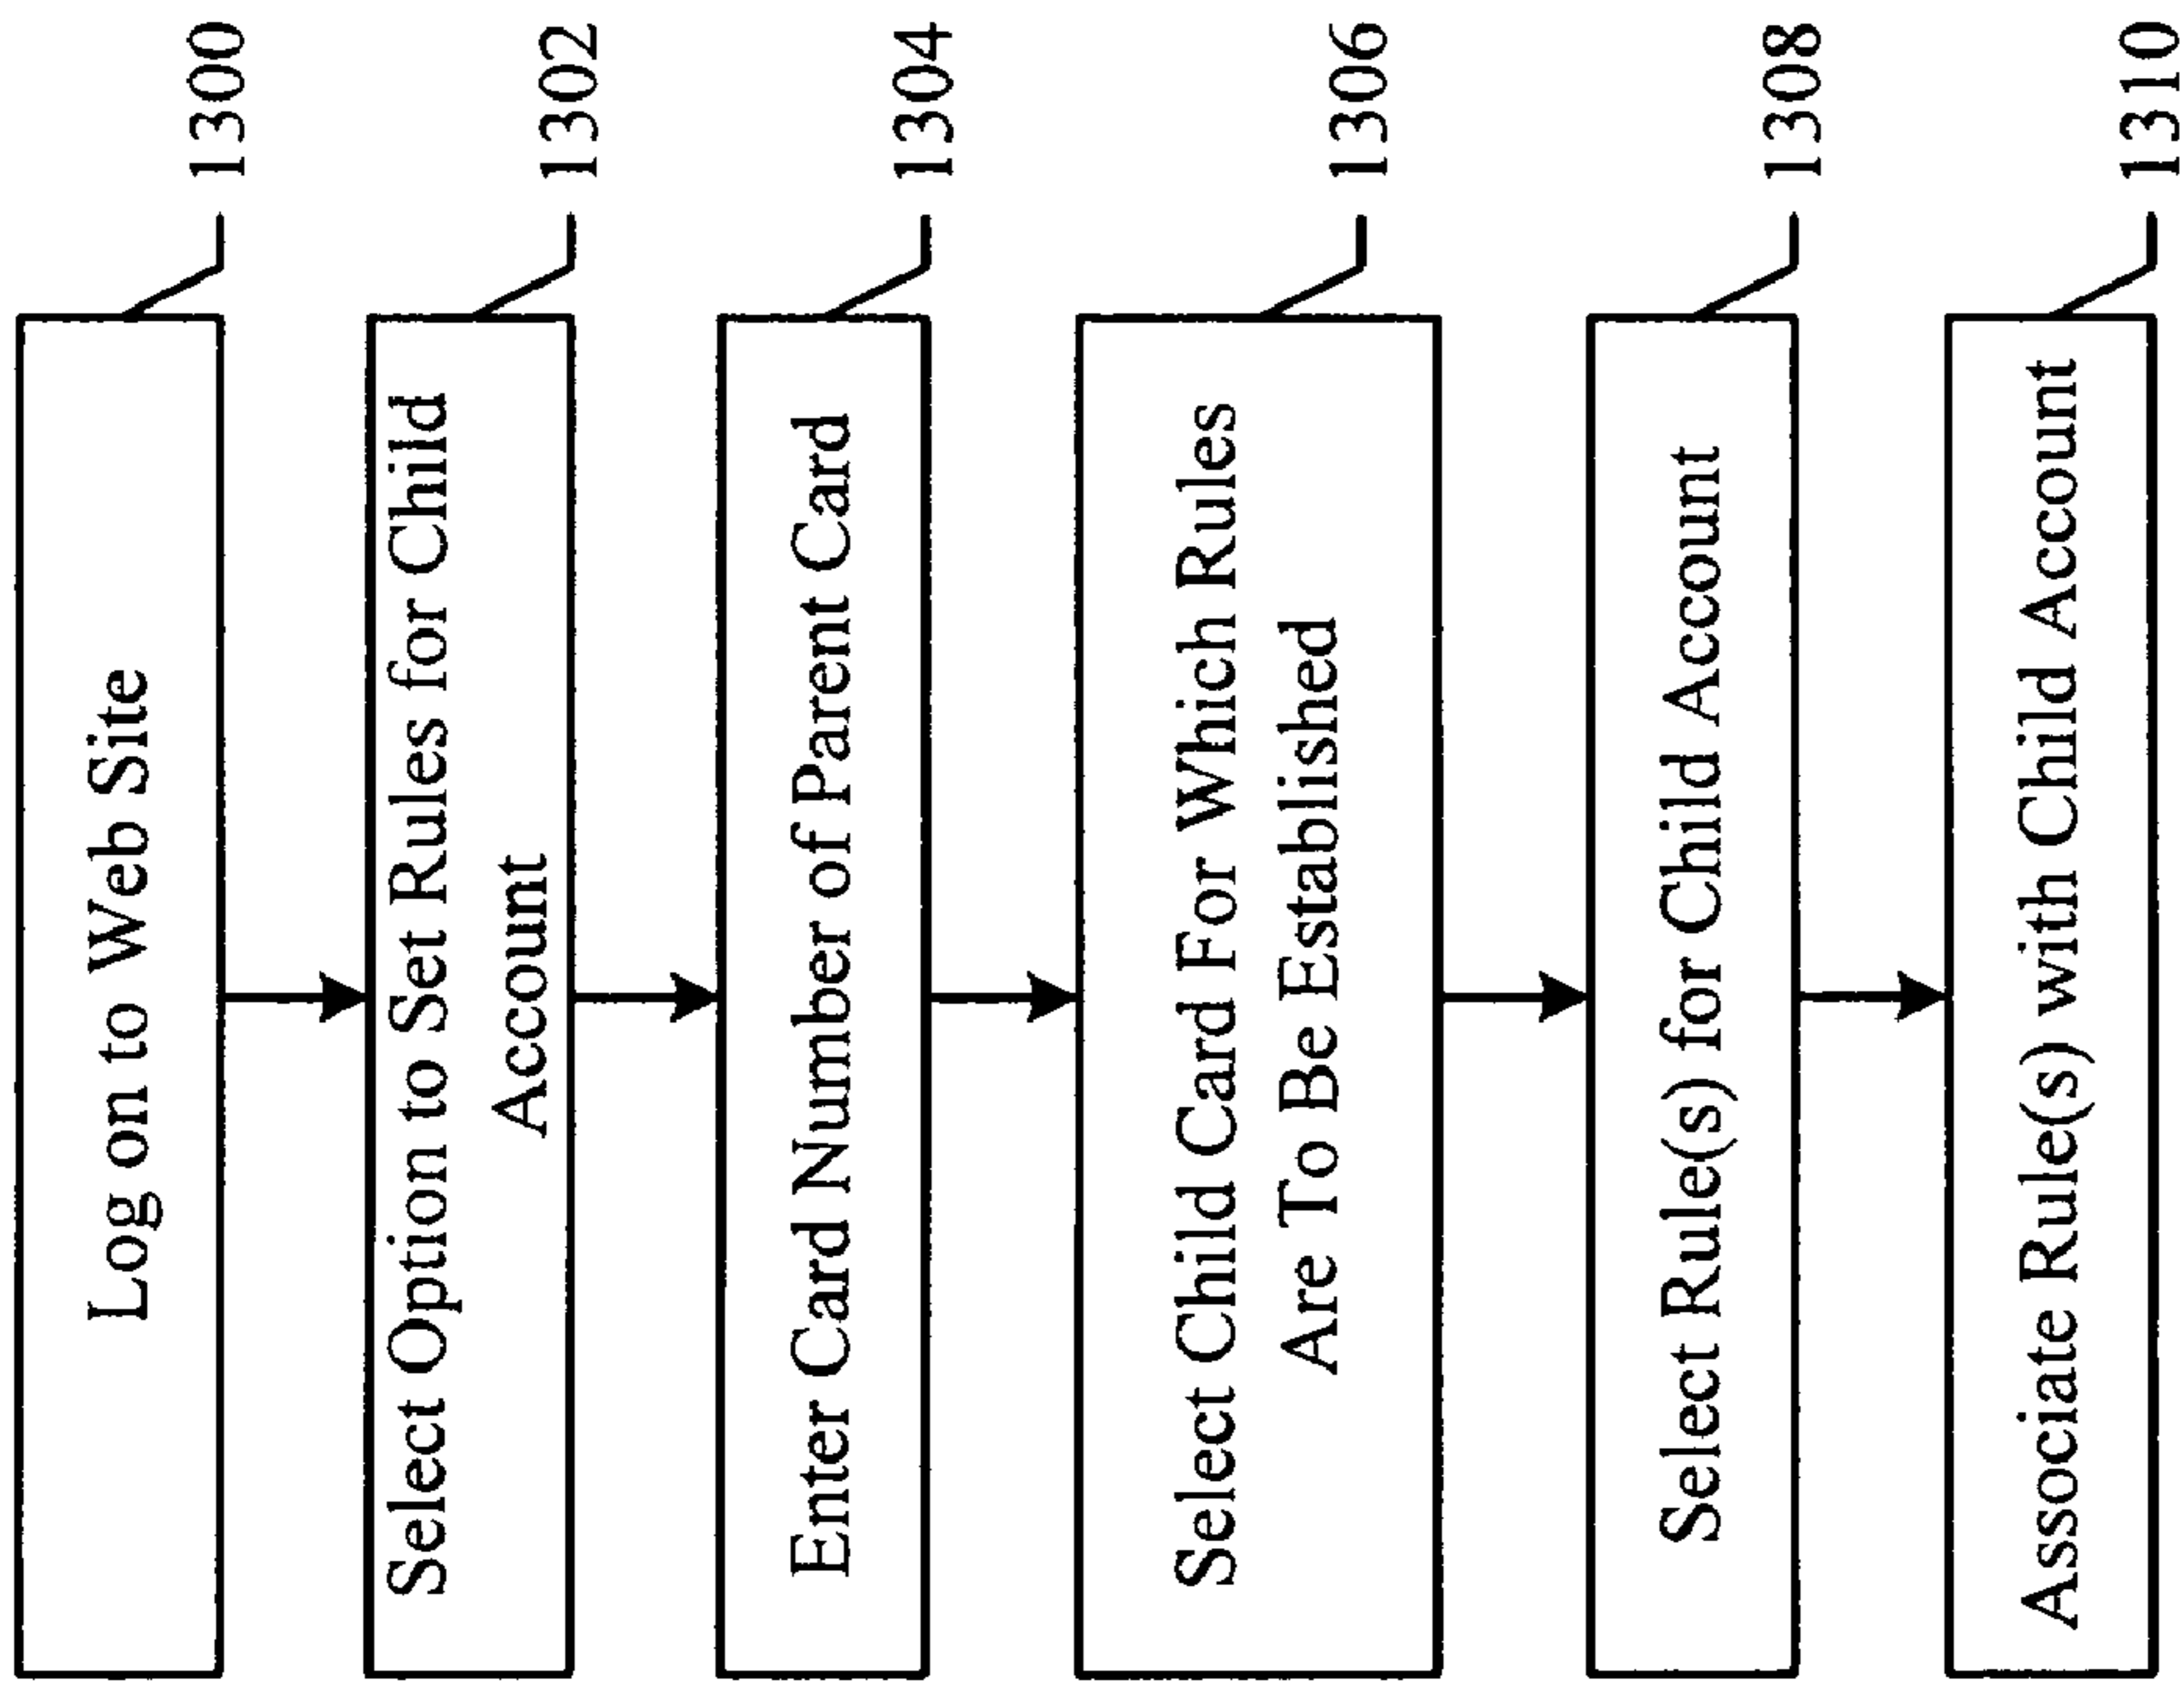 Log on to Web Site
1300
Select Option to Set Rules for Child
Account
1302
Enter Card Number of Parent Card
1304
Select Child Card For Which Rules
Are To Be Established
1306
Select Rule(s) for Child Account
1308
Associate Rule(s) with Child Account
1310